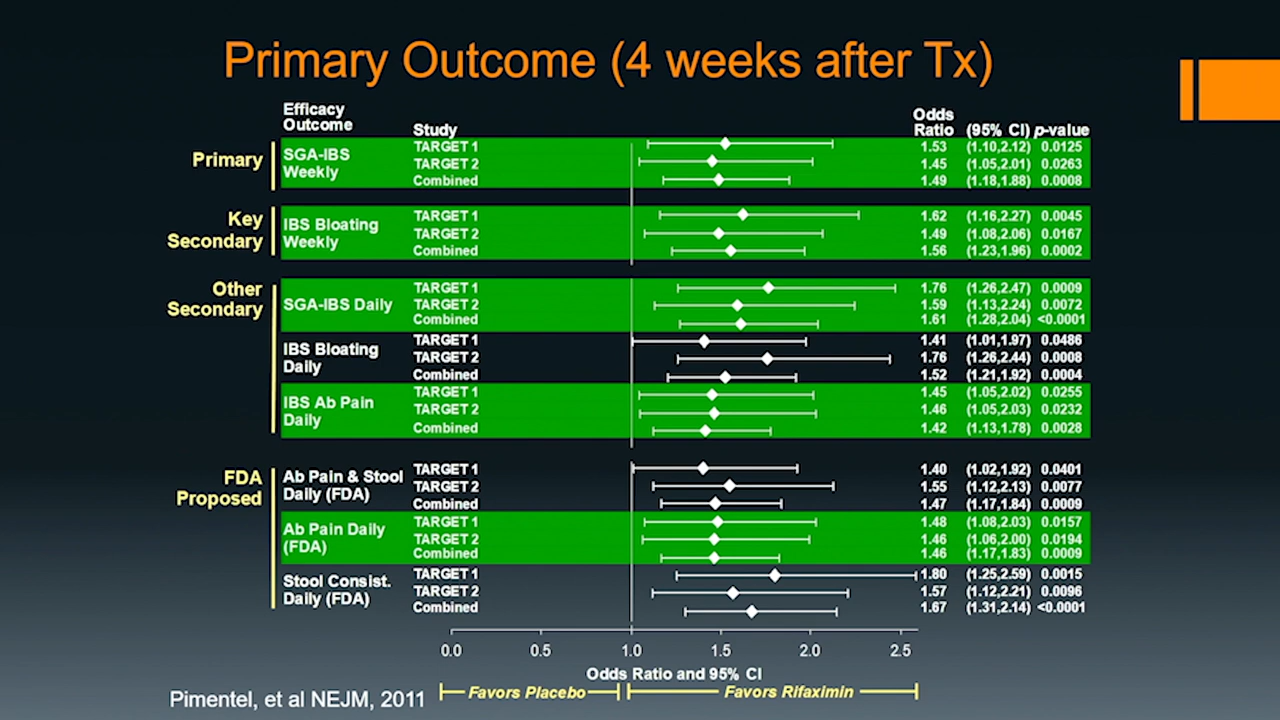 Primary Outcome (4 weeks after Tx)
Efficacy Outcome Study Odds Ratio (95% CI) p-value
Primary
SGA-IBS Weekly
TARGET 1 1.53 (1.10,2.12) 0.0125
TARGET 2 1.45 (1.05,2.01) 0.0263
Combined 1.49 (1.18,1.88) 0.0008
Key Secondary
IBS Bloating Weekly
TARGET 1 1.62 (1.16,2.27) 0.0045
TARGET 2 1.49 (1.08,2.06) 0.0167
Combined 1.56 (1.23,1.96) 0.0002
Other Secondary
SGA-IBS Daily
TARGET 1 1.76 (1.26,2.47) 0.0009
TARGET 2 1.59 (1.13,2.24) 0.0072
Combined 1.61 (1.28,2.04) <0.0001
IBS Bloating Daily
TARGET 1 1.41 (1.01,1.97) 0.0486
TARGET 2 1.76 (1.26,2.44) 0.0008
Combined 1.52 (1.21,1.92) 0.0004
IBS Ab Pain Daily
TARGET 1 1.45 (1.05,2.02) 0.0255
TARGET 2 1.46 (1.05,2.03) 0.0232
Combined 1.42 (1.13,1.78) 0.0028
FDA Proposed
Ab Pain & Stool Daily (FDA)
TARGET 1 1.40 (1.02,1.92) 0.0401
TARGET 2 1.55 (1.12,2.13) 0.0077
Combined 1.47 (1.17,1.84) 0.0009
Ab Pain Daily (FDA)
TARGET 1 1.48 (1.08,2.03) 0.0157
TARGET 2 1.46 (1.06,2.00) 0.0194
Combined 1.46 (1.17,1.83) 0.0009
Stool Consist. Daily (FDA)
TARGET 1 1.80 (1.25,2.59) 0.0015
TARGET 2 1.57 (1.12,2.21) 0.0096
Combined 1.67 (1.31,2.14) <0.0001
0.0 0.5 1.0 1.5 2.0 2.5
Odds Ratio and 95% CI
Favors Placebo Favors Rifaximin
Pimentel, et al NEJM, 2011